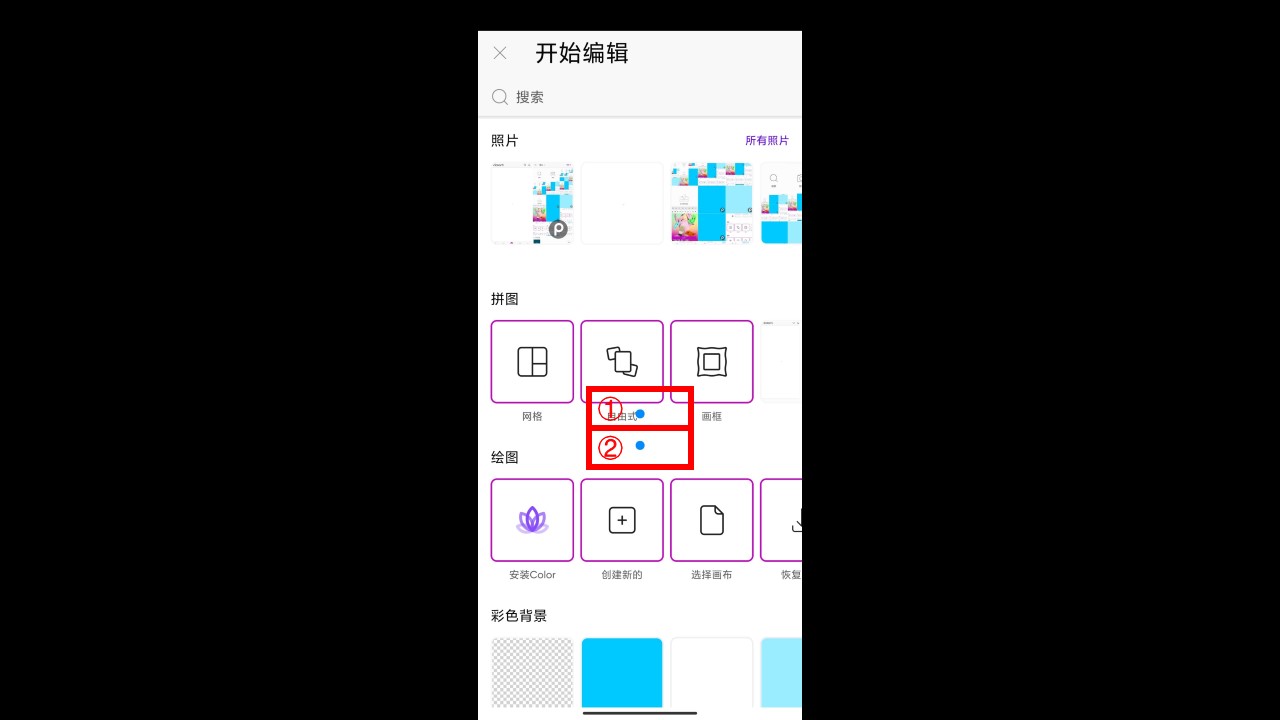 开始编辑
搜索
照片 所有照片
拼图
网格 自由式 画框
①
②
绘图
安装Color 创建新的 选择画布 恢复
彩色背景